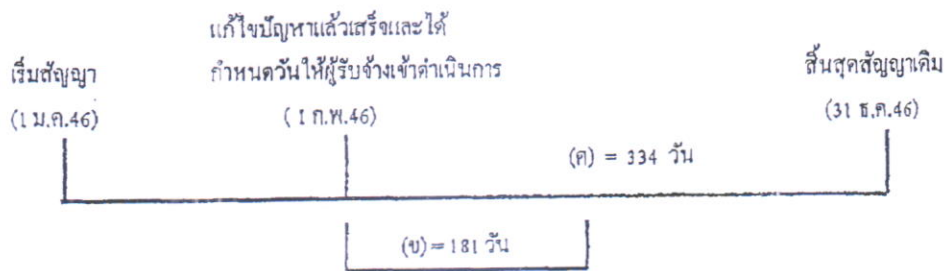 แก้ไขปัญหาแล้วเสร็จและได้
เริ่มสัญญา กำหนดวันให้ผู้รับจ้างเข้าดำเนินการ สิ้นสุดสัญญาเดิม
(1 ม.ค.46) (1 ก.พ.46) (31 ธ.ค.46)
(ค) = 334 วัน
(ข) = 181 วัน